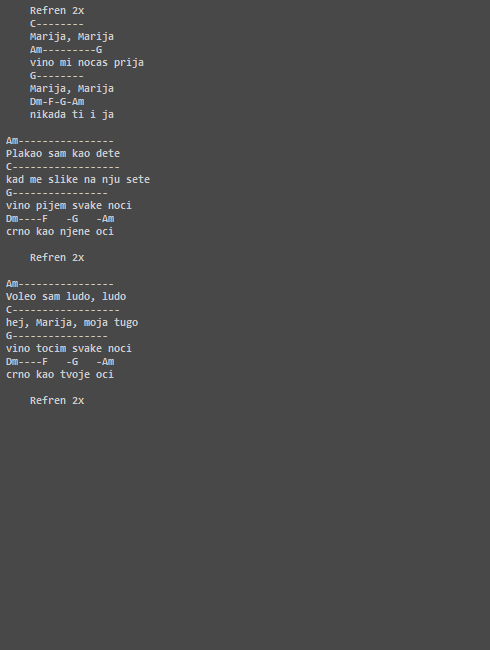 Refren 2x
C--------
Marija, Marija
Am---------G
vino mi nocas prija
G--------
Marija, Marija
Dm-F-G-Am
nikada ti i ja
Am----------------
Plakao sam kao dete
C------------------
kad me slike na nju sete
G----------------
vino pijem svake noci
Dm----F   -G   -Am
crno kao njene oci
Refren 2x
Am----------------
Voleo sam ludo, ludo
C------------------
hej, Marija, moja tugo
G----------------
vino tocim svake noci
Dm----F   -G   -Am
crno kao tvoje oci
Refren 2x